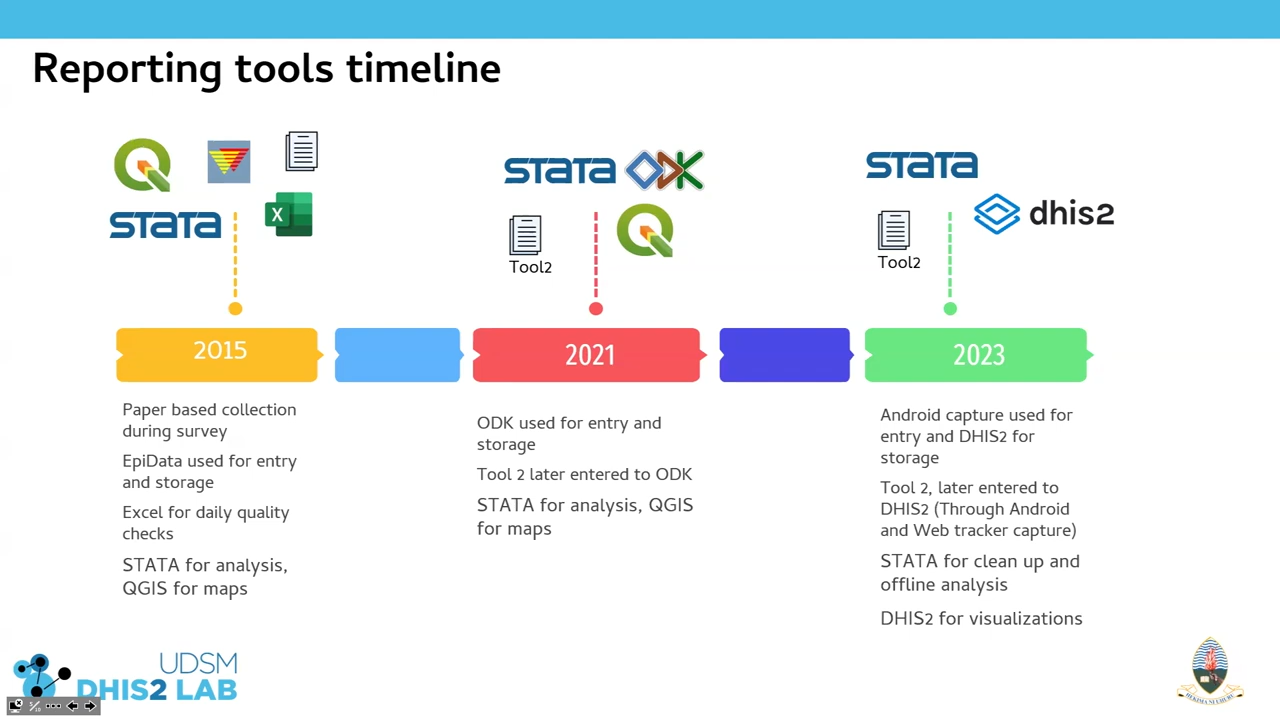 Reporting tools timeline
STATA
X
STATA ODK
Tool2
STATA
dhis2
Tool2
2015
2021
2023
Paper based collection
during survey
EpiData used for entry
and storage
Excel for daily quality
checks
STATA for analysis,
QGIS for maps
ODK used for entry and
storage
Tool 2 later entered to ODK
STATA for analysis, QGIS
for maps
Android capture used for
entry and DHIS2 for
storage
Tool 2, later entered to
DHIS2 (Through Android
and Web tracker capture)
STATA for clean up and
offline analysis
DHIS2 for visualizations
UDSM
DHIS2 LAB
HEKIMA NI UHURU